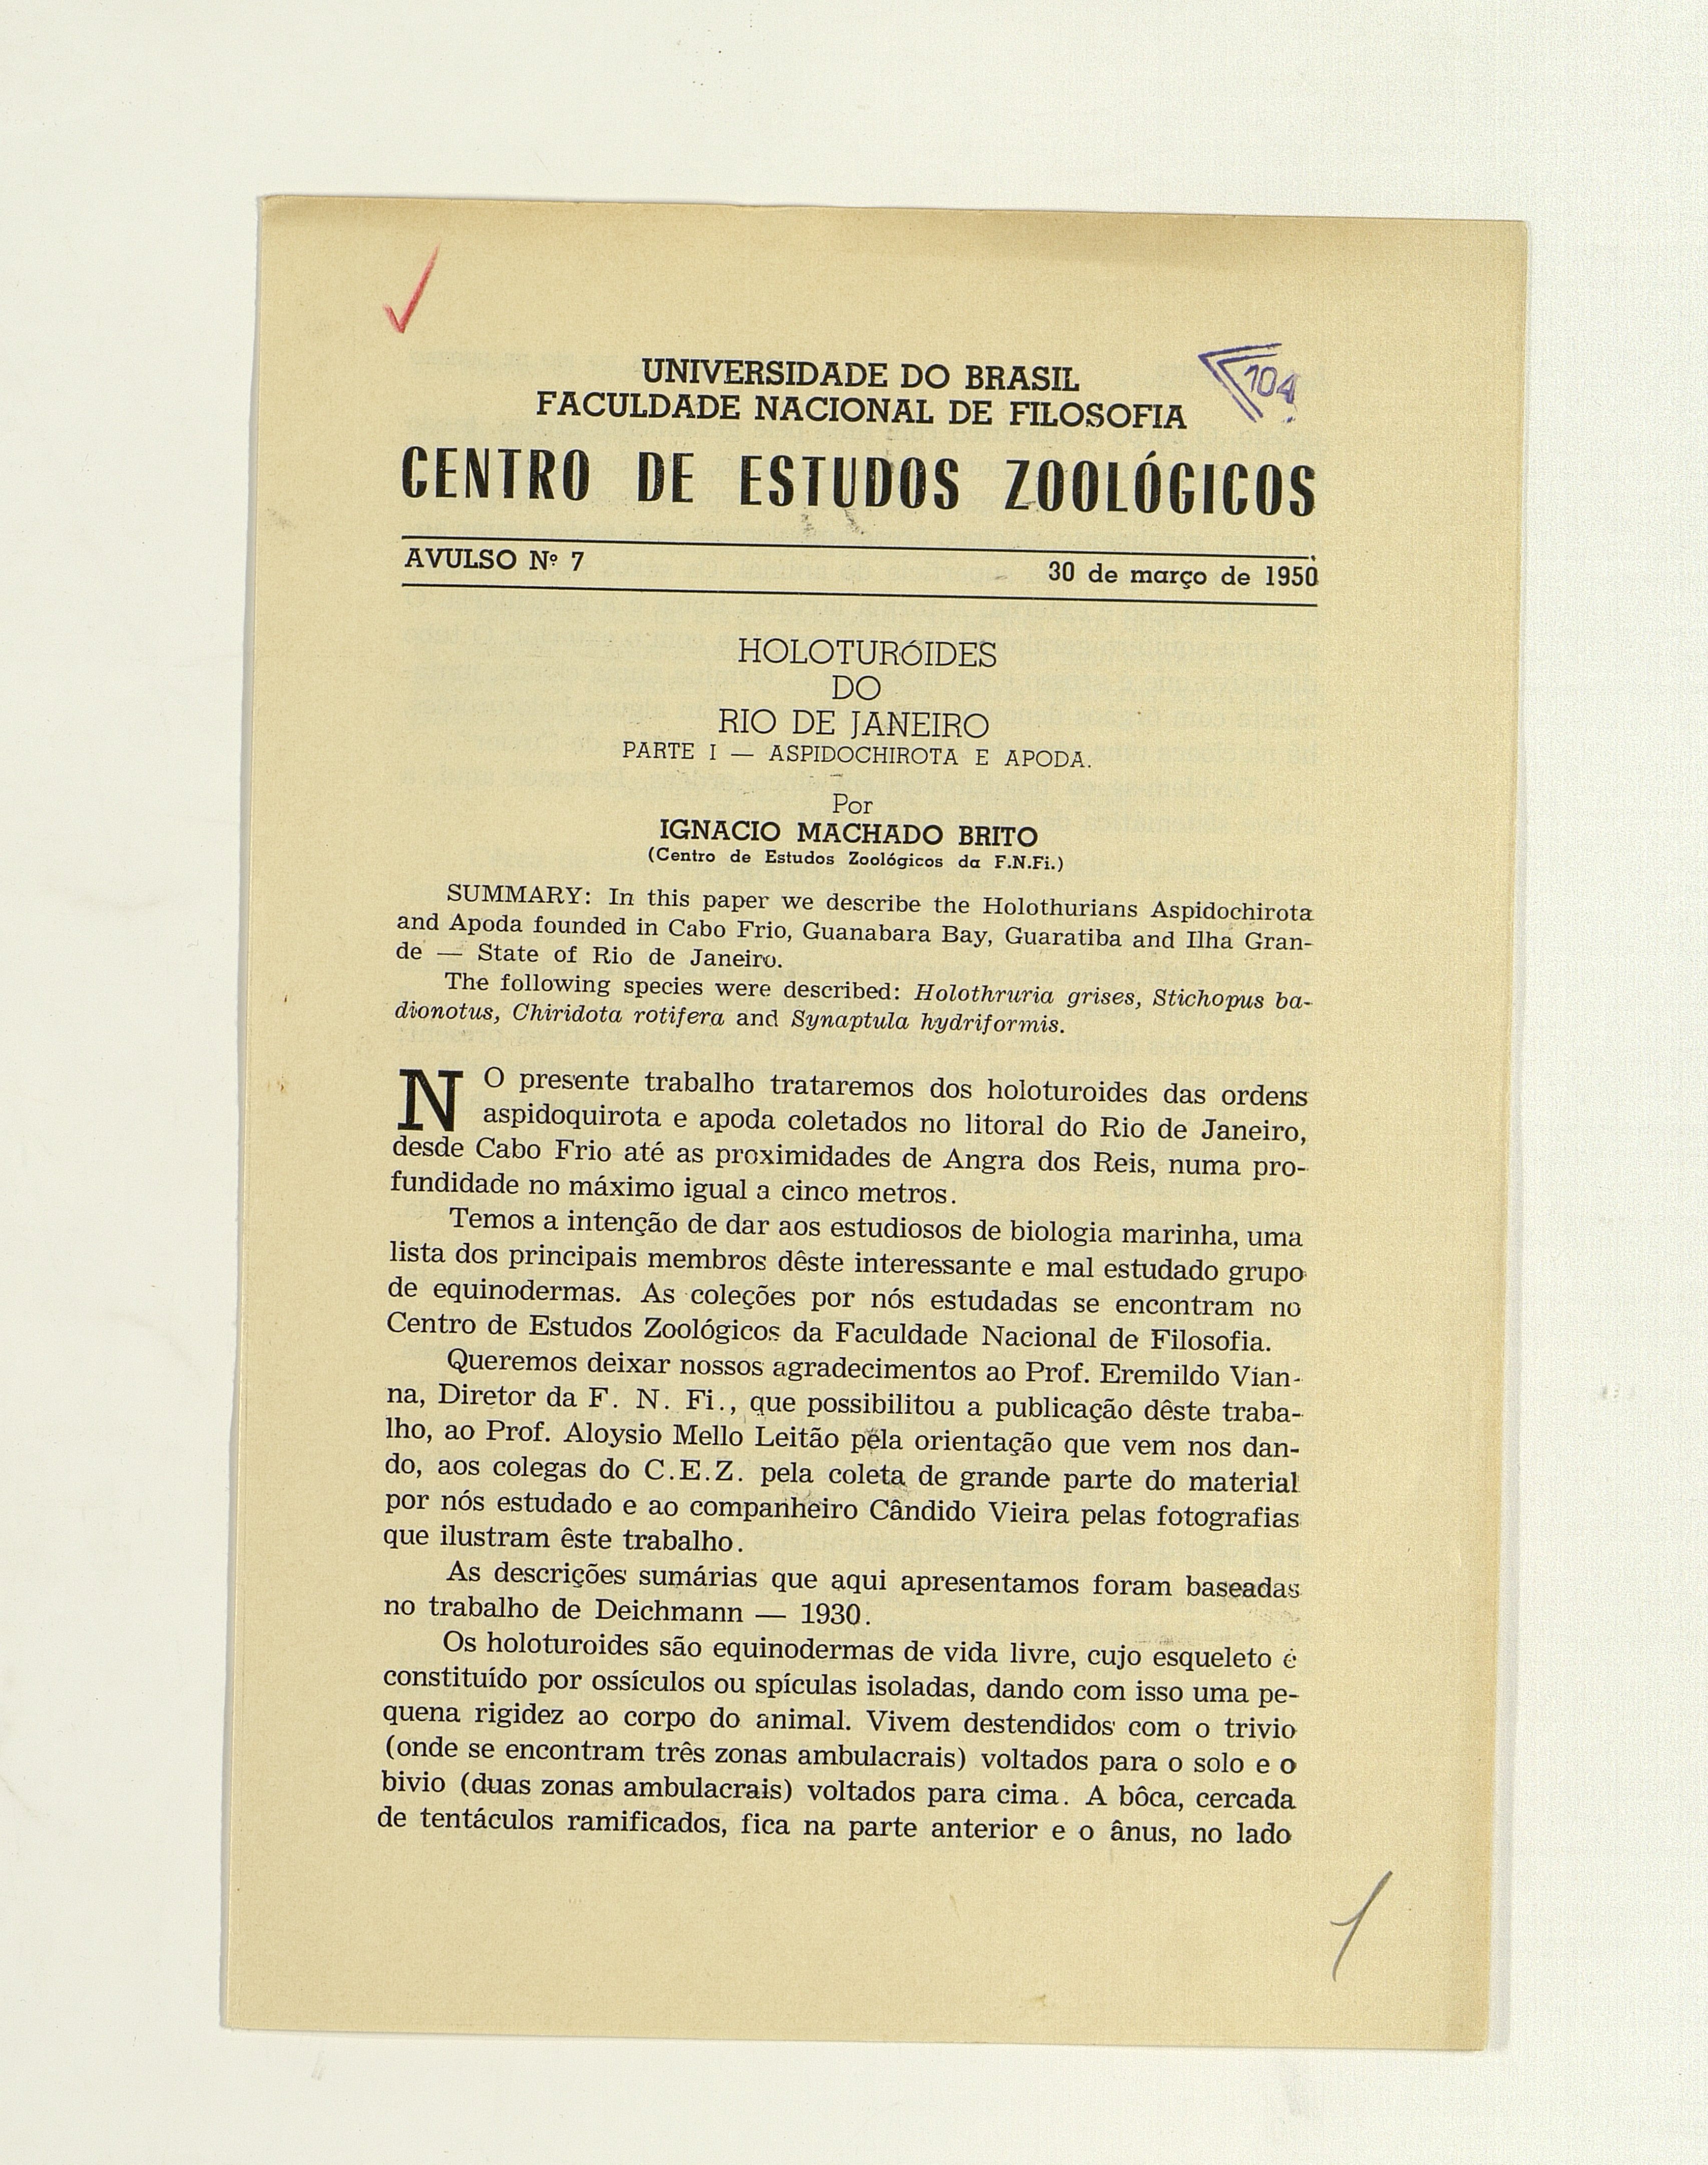 UNIVERSIDADE DO BRASIL
FACULDADE NACIONAL DE FILOSOFIA
104
CENTRO DE ESTUDOS ZOOLÓGICOS
AVULSO Nº 7 30 de março de 1950
HOLOTURÓIDES
DO
RIO DE JANEIRO
PARTE I — ASPIDOCHIROTA E APODA.
Por
IGNACIO MACHADO BRITO
(Centro de Estudos Zoológicos da F.N.Fi.)
SUMMARY: In this paper we describe the Holothurians Aspidochirota
and Apoda founded in Cabo Frio, Guanabara Bay, Guaratiba and Ilha Gran-
de — State of Rio de Janeiro.
The following species were described: Holothruria grises, Stichopus ba-
dionotus, Chiridota rotifera and Synaptula hydriformis.
NO presente trabalho trataremos dos holoturoides das ordens
aspidoquirota e apoda coletados no litoral do Rio de Janeiro,
desde Cabo Frio até as proximidades de Angra dos Reis, numa pro-
fundidade no máximo igual a cinco metros.
Temos a intenção de dar aos estudiosos de biologia marinha, uma
lista dos principais membros dêste interessante e mal estudado grupo
de equinodermas. As coleções por nós estudadas se encontram no
Centro de Estudos Zoológicos da Faculdade Nacional de Filosofia.
Queremos deixar nossos agradecimentos ao Prof. Eremildo Vian-
na, Diretor da F. N. Fi., que possibilitou a publicação dêste traba-
lho, ao Prof. Aloysio Mello Leitão pela orientação que vem nos dan-
do, aos colegas do C.E.Z. pela coleta de grande parte do material
por nós estudado e ao companheiro Cândido Vieira pelas fotografias
que ilustram êste trabalho.
As descrições sumárias que aqui apresentamos foram baseadas
no trabalho de Deichmann — 1930.
Os holoturoides são equinodermas de vida livre, cujo esqueleto é
constituído por ossículos ou spículas isoladas, dando com isso uma pe-
quena rigidez ao corpo do animal. Vivem destendidos com o trivio
(onde se encontram três zonas ambulacrais) voltados para o solo e o
bivio (duas zonas ambulacrais) voltados para cima. A bôca, cercada
de tentáculos ramificados, fica na parte anterior e o ânus, no lado
1